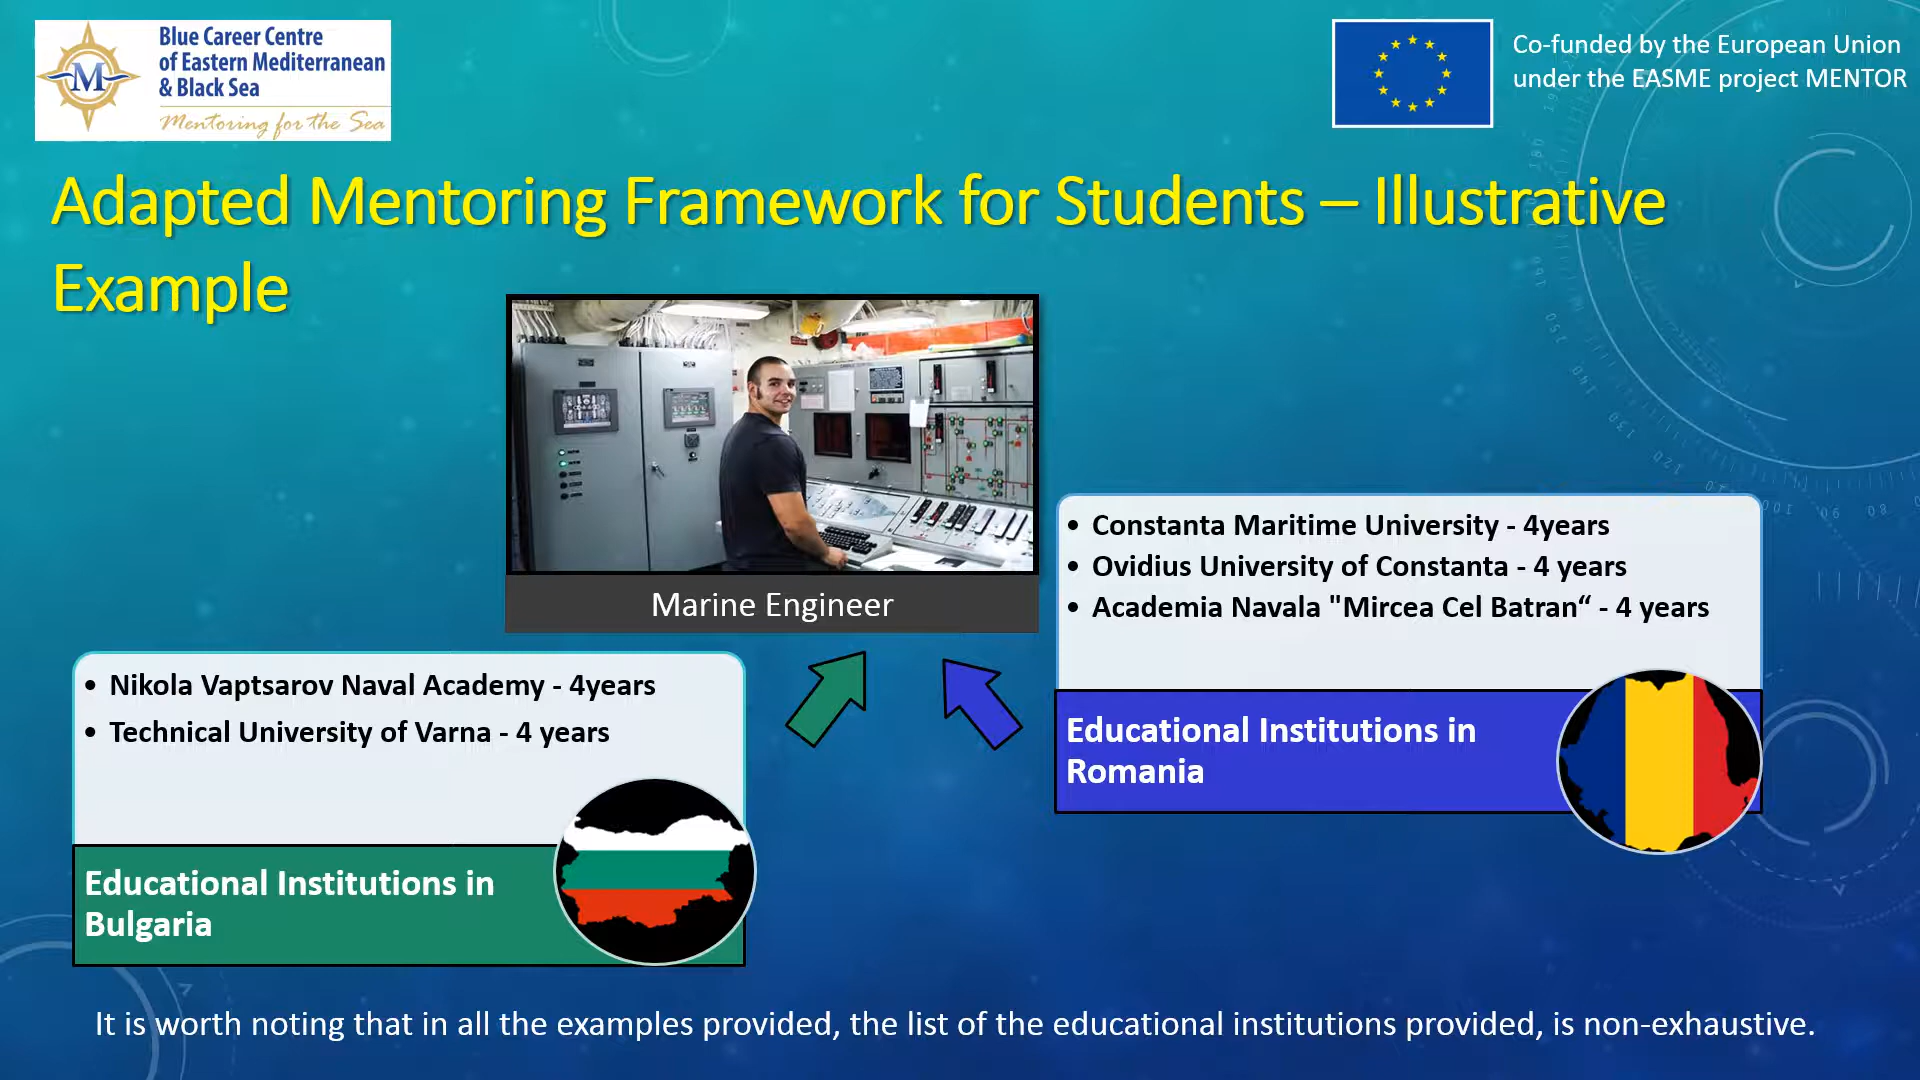 Blue Career Centre
of Eastern Mediterranean
& Black Sea
Mentoring for the Sea
M
Co-funded by the European Union
under the EASME project MENTOR
Adapted Mentoring Framework for Students – Illustrative
Example
Marine Engineer
• Constanta Maritime University - 4years
• Ovidius University of Constanta - 4 years
• Academia Navala "Mircea Cel Batran“ - 4 years
Educational Institutions in
Romania
• Nikola Vaptsarov Naval Academy - 4years
• Technical University of Varna - 4 years
Educational Institutions in
Bulgaria
It is worth noting that in all the examples provided, the list of the educational institutions provided, is non-exhaustive.